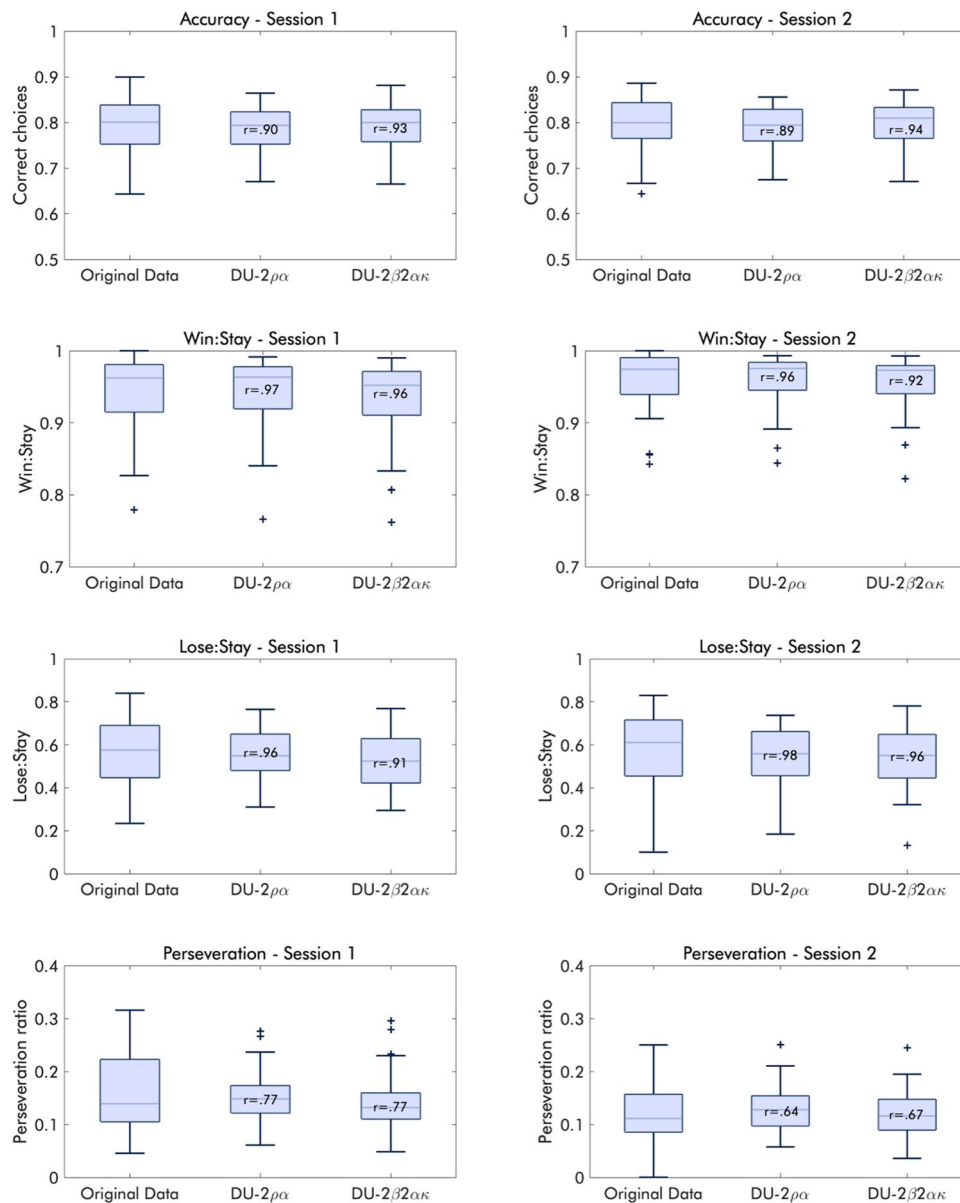 Accuracy - Session 1
1
0.9
0.8
0.7
0.6
0.5
Correct choices
r=.90
r=.93
Original Data
DU-2ρα
DU-2β2ακ
Accuracy - Session 2
1
0.9
0.8
0.7
0.6
0.5
Correct choices
r=.89
r=.94
Original Data
DU-2ρα
DU-2β2ακ
Win:Stay - Session 1
1
0.9
0.8
0.7
Win:Stay
r=.97
r=.96
Original Data
DU-2ρα
DU-2β2ακ
Win:Stay - Session 2
1
0.9
0.8
0.7
Win:Stay
r=.96
r=.92
Original Data
DU-2ρα
DU-2β2ακ
Lose:Stay - Session 1
1
0.8
0.6
0.4
0.2
0
Lose:Stay
r=.96
r=.91
Original Data
DU-2ρα
DU-2β2ακ
Lose:Stay - Session 2
1
0.8
0.6
0.4
0.2
0
Lose:Stay
r=.98
r=.96
Original Data
DU-2ρα
DU-2β2ακ
Perseveration - Session 1
0.4
0.3
0.2
0.1
0
Perseveration ratio
r=.77
r=.77
Original Data
DU-2ρα
DU-2β2ακ
Perseveration - Session 2
0.4
0.3
0.2
0.1
0
Perseveration ratio
r=.64
r=.67
Original Data
DU-2ρα
DU-2β2ακ